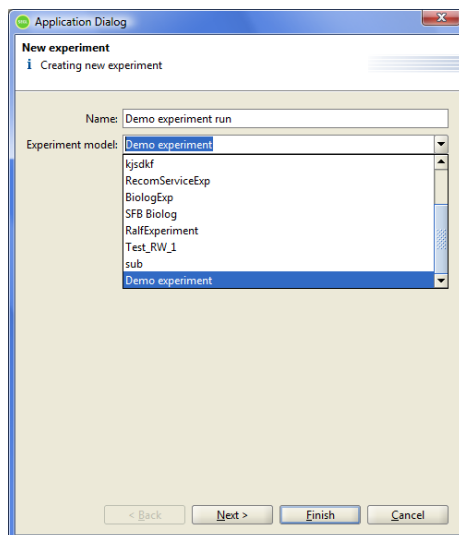 Application Dialog
New experiment
Creating new experiment
Name: Demo experiment run
Experiment model: Demo experiment
kjsdkf
RecomServiceExp
BiologExp
SFB Biolog
RalfExperiment
Test_RW_1
sub
Demo experiment
< Back Next > Finish Cancel